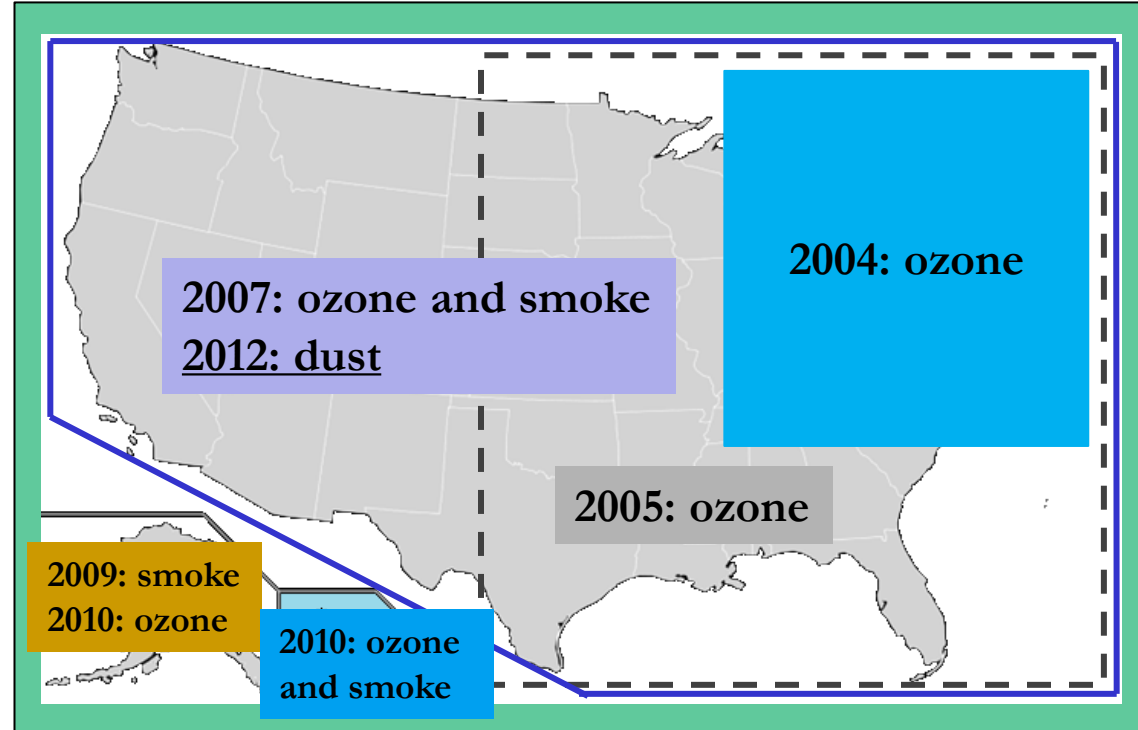 2004: ozone
2007: ozone and smoke
2012: dust
2005: ozone
2009: smoke
2010: ozone
2010: ozone
and smoke